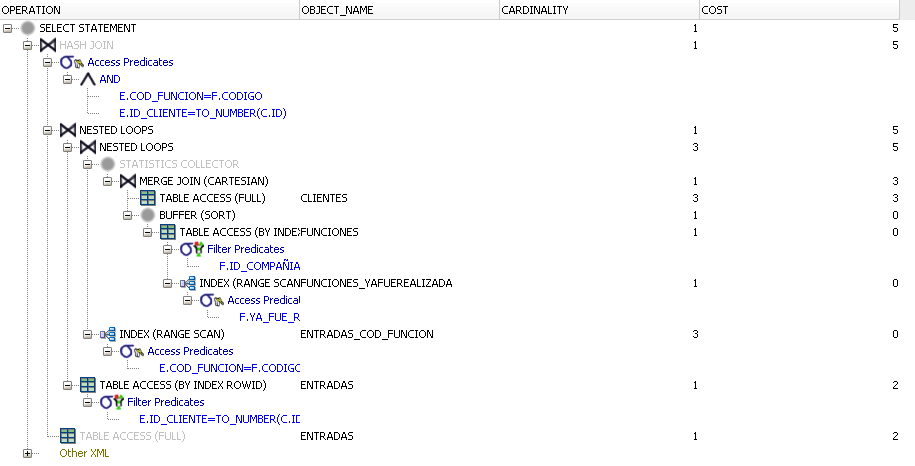 OPERATION OBJECT_NAME CARDINALITY COST
SELECT STATEMENT 1 5
HASH JOIN 1 5
Access Predicates
AND
E.COD_FUNCION=F.CODIGO
E.ID_CLIENTE=TO_NUMBER(C.ID)
NESTED LOOPS 1 5
NESTED LOOPS 3 5
STATISTICS COLLECTOR
MERGE JOIN (CARTESIAN) 1 3
TABLE ACCESS (FULL) CLIENTES 3 3
BUFFER (SORT) 1 0
TABLE ACCESS (BY INDEX FUNCIONES 1 0
Filter Predicates
F.ID_COMPAÑIA
INDEX (RANGE SCAN FUNCIONES_YAFUEREALIZADA 1 0
Access Predicat
F.YA_FUE_R
INDEX (RANGE SCAN) ENTRADAS_COD_FUNCION 3 0
Access Predicates
E.COD_FUNCION=F.CODIGO
TABLE ACCESS (BY INDEX ROWID) ENTRADAS 1 2
Filter Predicates
E.ID_CLIENTE=TO_NUMBER(C.ID
TABLE ACCESS (FULL) ENTRADAS 1 2
Other XML